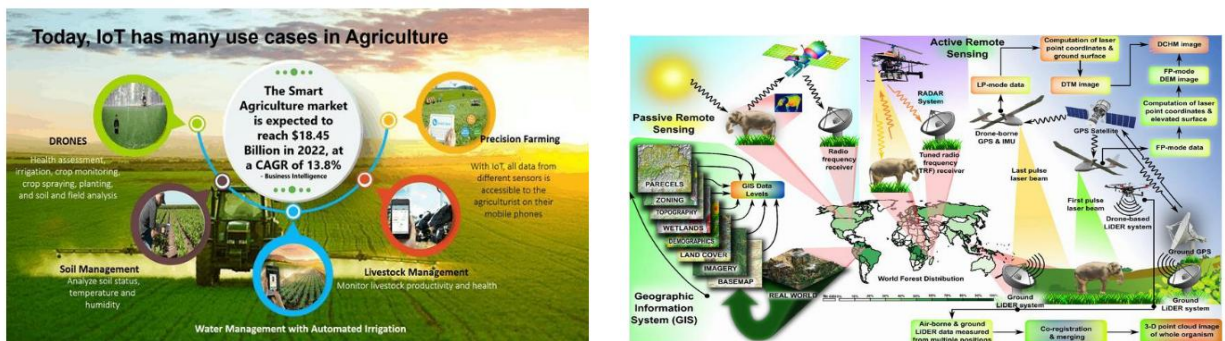 Today, IoT has many use cases in Agriculture
The Smart
Agriculture market
is expected to
reach $18.45
Billion in 2022, at
a CAGR of 13.8%
- Business Intelligence
DRONES
Health assessment,
irrigation, crop monitoring,
crop spraying, planting,
and soil and field analysis
Precision Farming
With IoT, all data from
different sensors is
accessible to the
agriculturist on their
mobile phones
Soil Management
Analyze soil status,
temperature and
humidity
Livestock Management
Monitor livestock productivity and health
Water Management with Automated Irrigation
Passive Remote
Sensing
Active Remote
Sensing
RADAR
System
Radio
frequency
receiver
Tuned radio
frequency
(TRF) receiver
LP-mode data
Computation of laser
point coordinates &
ground surface
DTM image
DCHM image
FP-mode
DEM image
Computation of laser
point coordinates &
elevated surface
FP-mode data
Drone-borne
GPS & IMU
GPS Satellite
Last pulse
laser beam
First pulse
laser beam
Drone-based
LiDER system
Ground GPS
Ground
LiDER system
Ground
LiDER system
GIS Data
Levels
PARECELS
ZONING
TOPOGRAPHY
WETLANDS
DEMOGRAPHICS
LAND COVER
IMAGERY
BASEMAP
REAL WORLD
Geographic
Information
System (GIS)
World Forest Distribution
Air-borne & ground
LiDER data measured
from multiple positions
Co-registration
& merging
3-D point cloud image
of whole organism